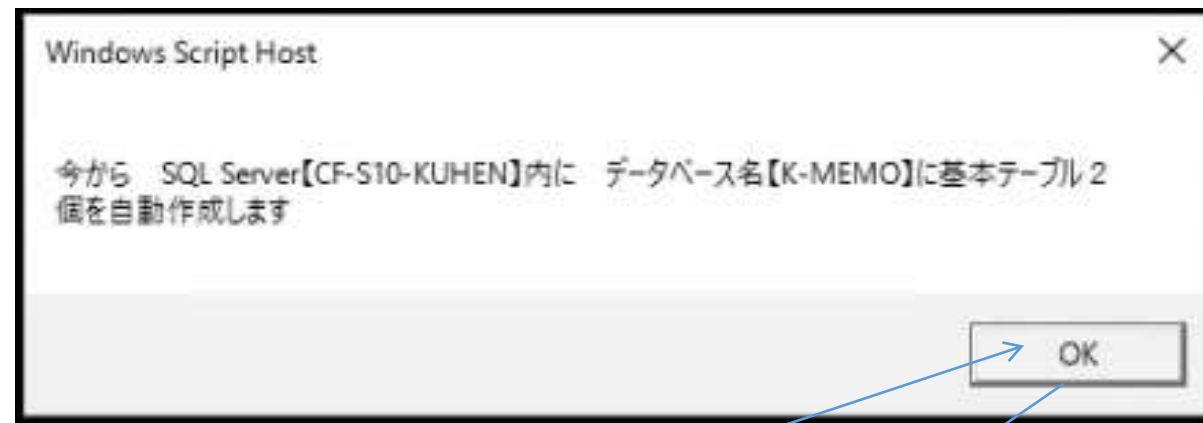 Windows Script Host
今から　SQL Server【CF-S10-KUHEN】内に　データベース名【K-MEMO】に基本テーブル２
個を自動作成します
OK